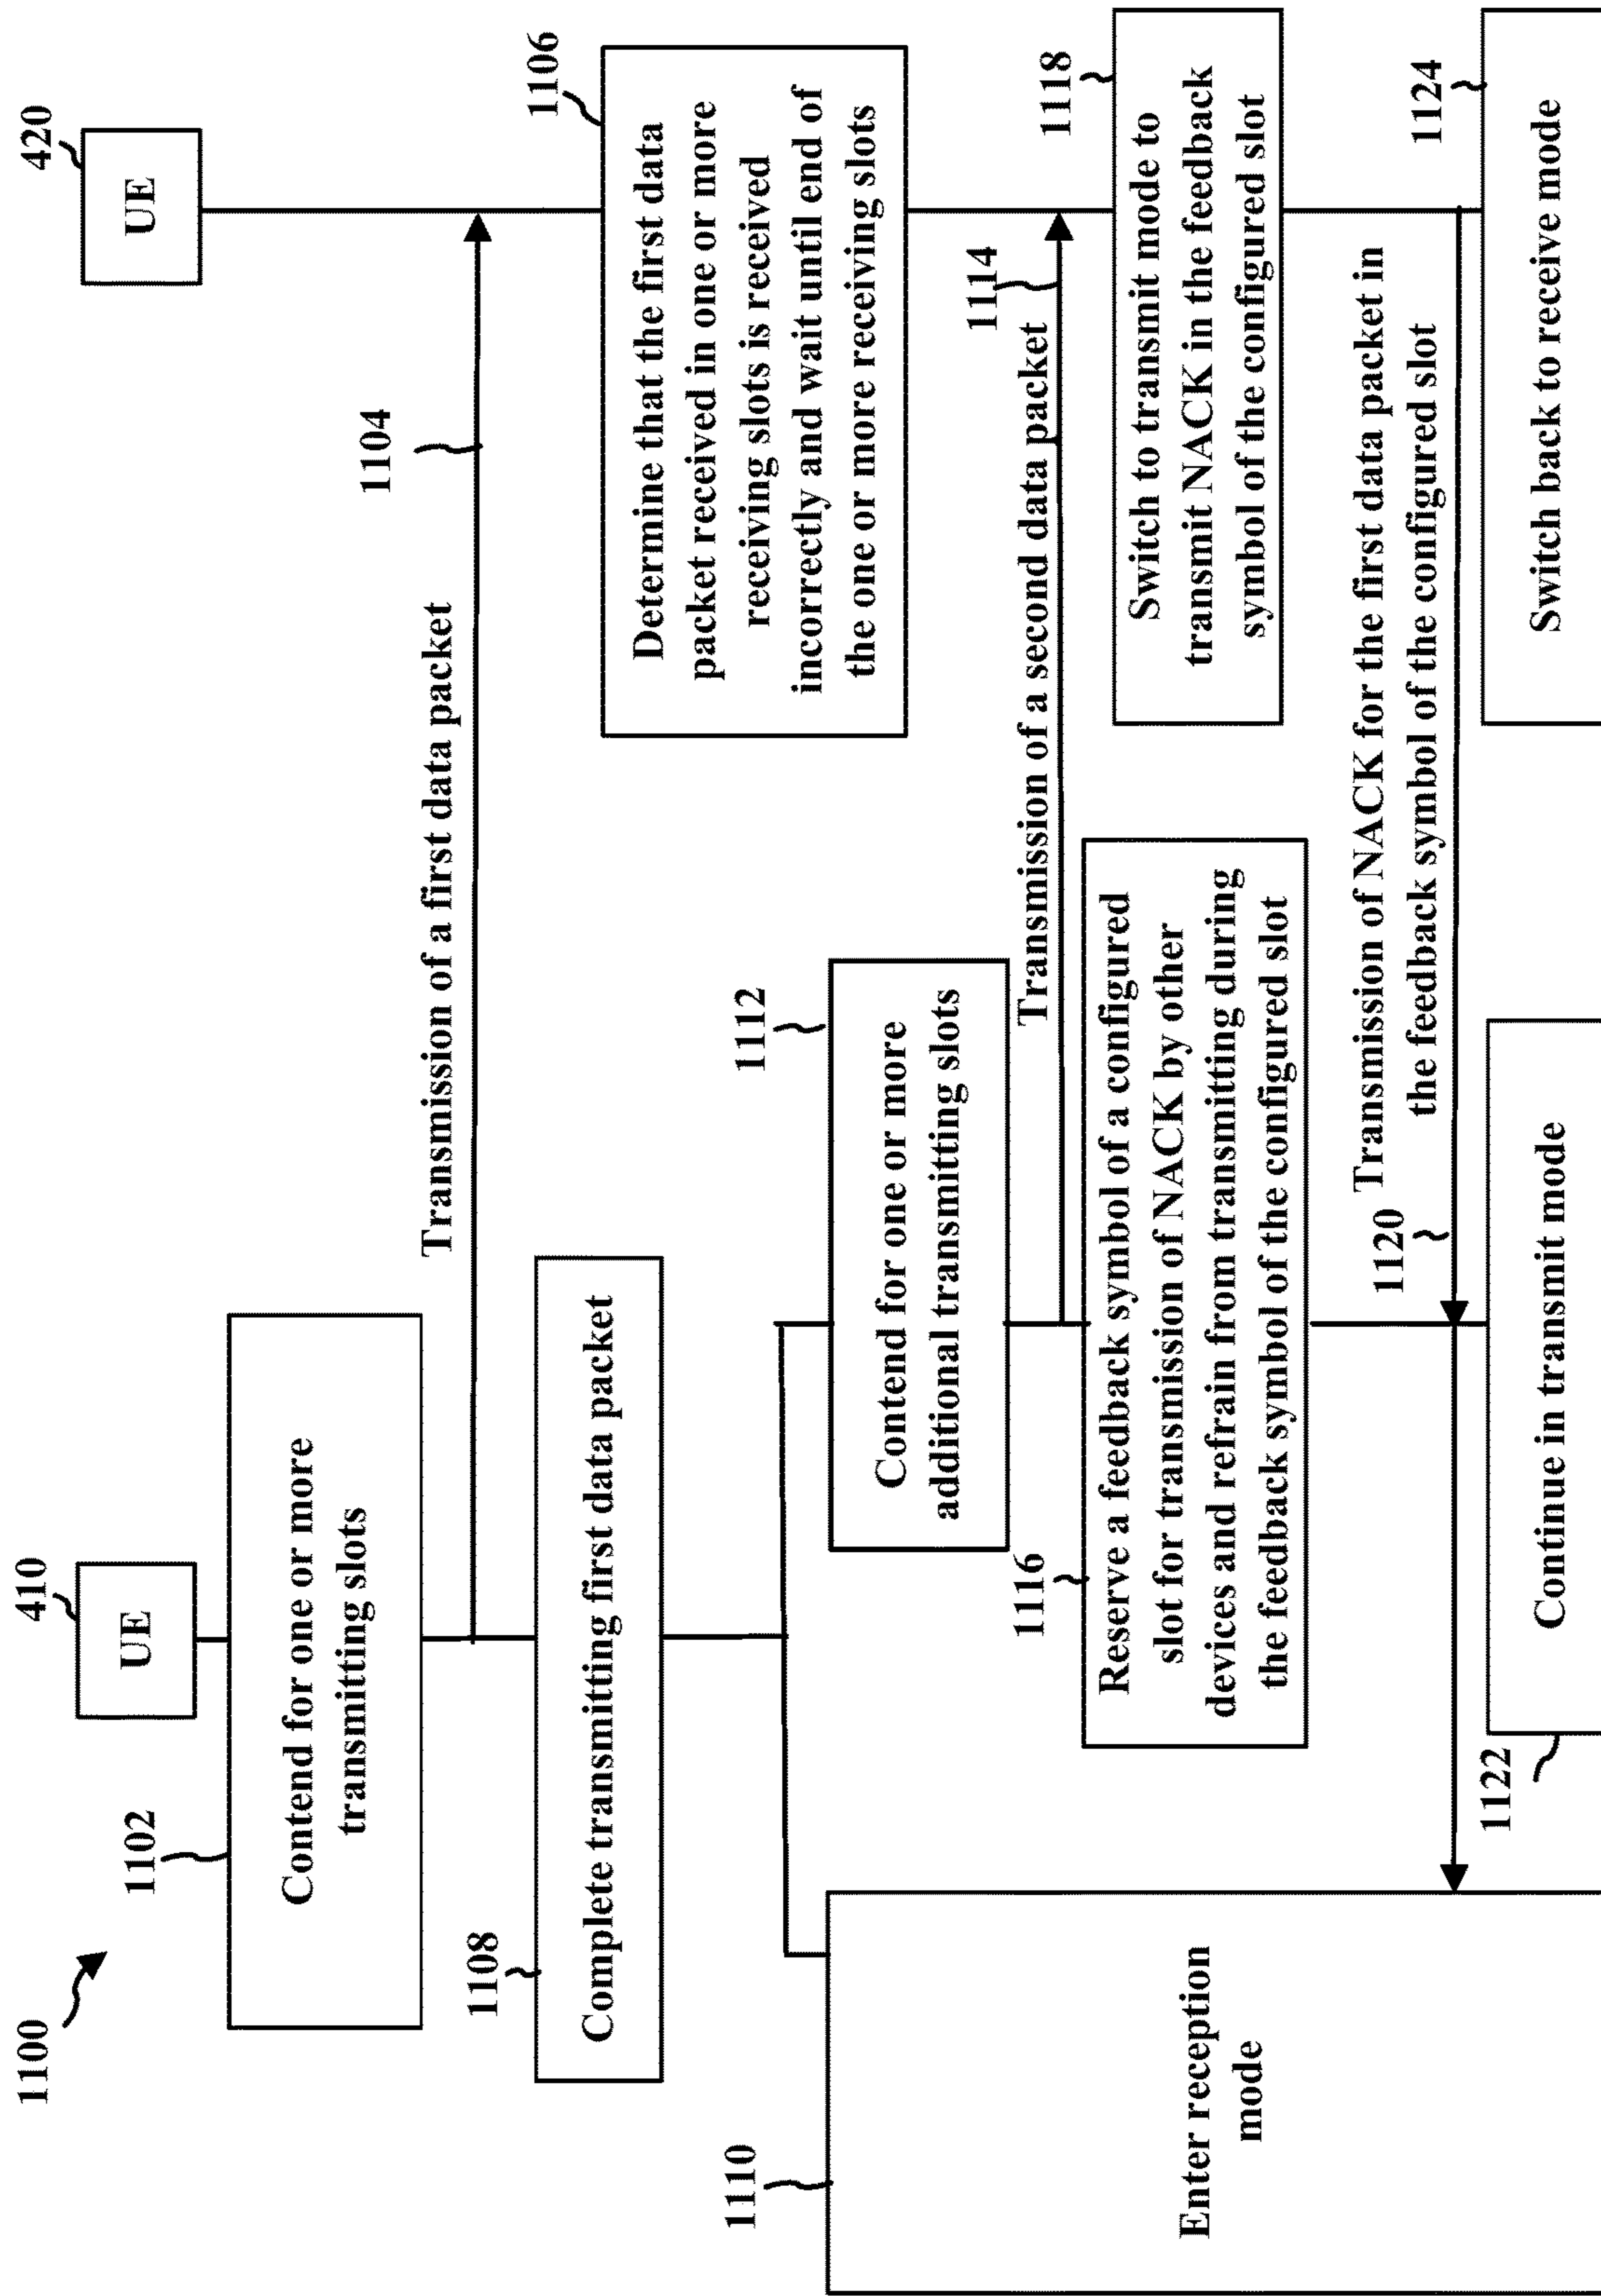 1100
410
UE
420
UE
1102
Contend for one or more
transmitting slots
1104
Transmission of a first data packet
1106
Determine that the first data
packet received in one or more
receiving slots is received
incorrectly and wait until end of
the one or more receiving slots
1108
Complete transmitting first data packet
1110
Enter reception
mode
1112
Contend for one or more
additional transmitting slots
1114
Transmission of a second data packet
1116
Reserve a feedback symbol of a configured
slot for transmission of NACK by other
devices and refrain from transmitting during
the feedback symbol of the configured slot
1118
Switch to transmit mode to
transmit NACK in the feedback
symbol of the configured slot
1120
Transmission of NACK for the first data packet in
the feedback symbol of the configured slot
1122
Continue in transmit mode
1124
Switch back to receive mode